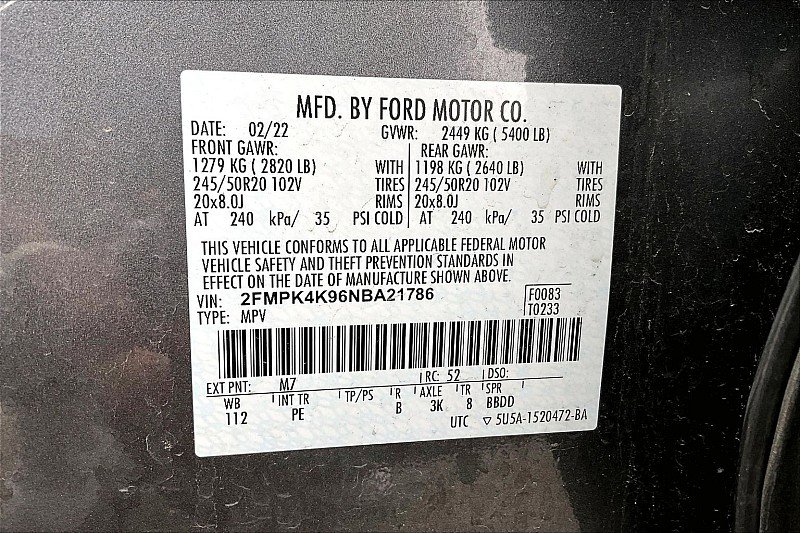 MFD. BY FORD MOTOR CO.
DATE: 02/22 GVWR: 2449 KG ( 5400 LB)
FRONT GAWR: REAR GAWR:
1279 KG ( 2820 LB) WITH 1198 KG ( 2640 LB) WITH
245/50R20 102V TIRES 245/50R20 102V TIRES
20x8.0J RIMS 20x8.0J RIMS
AT 240 kPa/ 35 PSI COLD AT 240 kPa/ 35 PSI COLD
THIS VEHICLE CONFORMS TO ALL APPLICABLE FEDERAL MOTOR
VEHICLE SAFETY AND THEFT PREVENTION STANDARDS IN
EFFECT ON THE DATE OF MANUFACTURE SHOWN ABOVE.
VIN: 2FMPK4K96NBA21786 F0083
TYPE: MPV T0233
EXT PNT: M7 RC: 52 DSO:
WB INT TR TP/PS R AXLE TR SPR
112 PE B 3K 8 BBDD
UTC ▽ 5U5A-1520472-BA